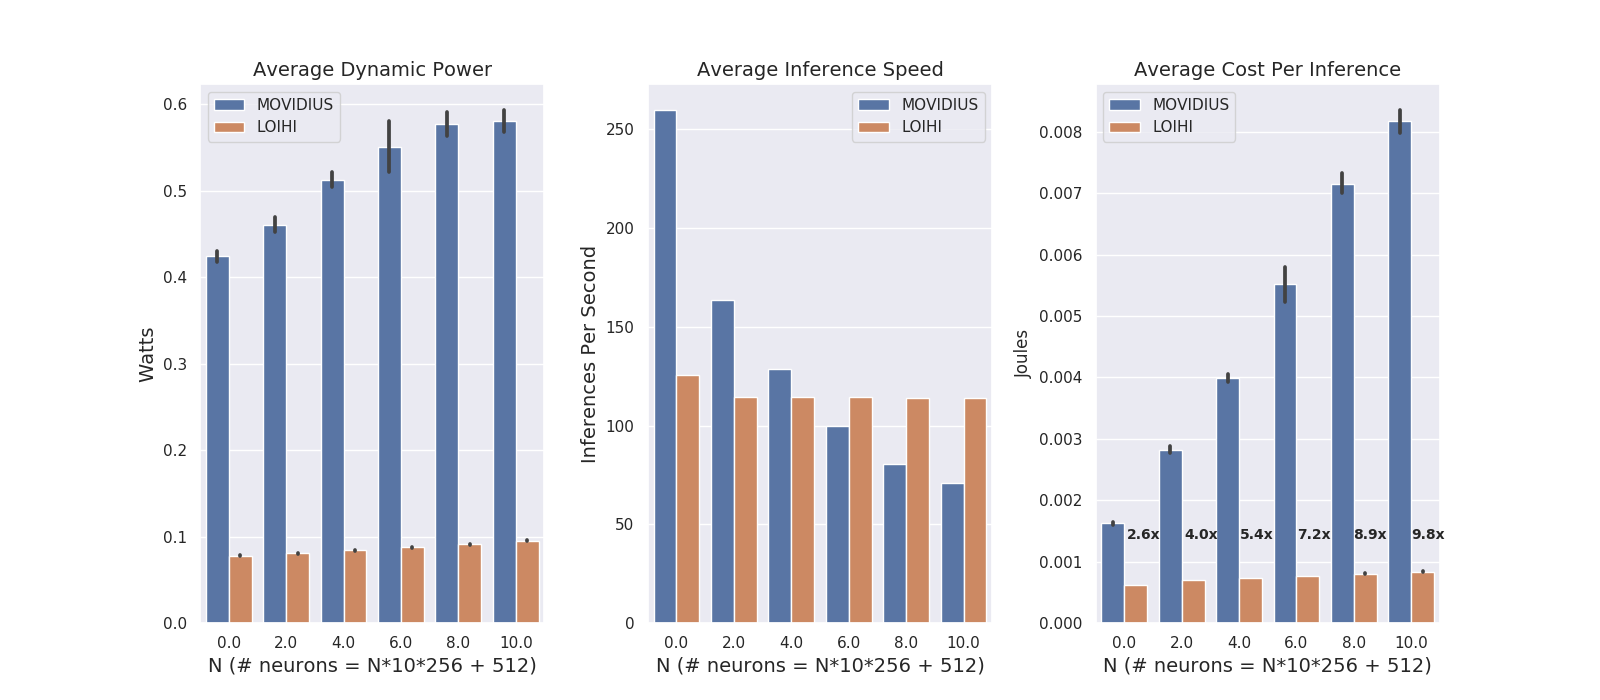 Average Dynamic Power
MOVIDIUS
LOIHI
0.6
0.5
0.4
0.3
0.2
0.1
0.0
Watts
0.0 2.0 4.0 6.0 8.0 10.0
N (# neurons = N*10*256 + 512)
Average Inference Speed
MOVIDIUS
LOIHI
250
200
150
100
50
0
Inferences Per Second
0.0 2.0 4.0 6.0 8.0 10.0
N (# neurons = N*10*256 + 512)
Average Cost Per Inference
MOVIDIUS
LOIHI
0.008
0.007
0.006
0.005
0.004
0.003
0.002
0.001
0.000
Joules
2.6x 4.0x 5.4x 7.2x 8.9x 9.8x
0.0 2.0 4.0 6.0 8.0 10.0
N (# neurons = N*10*256 + 512)